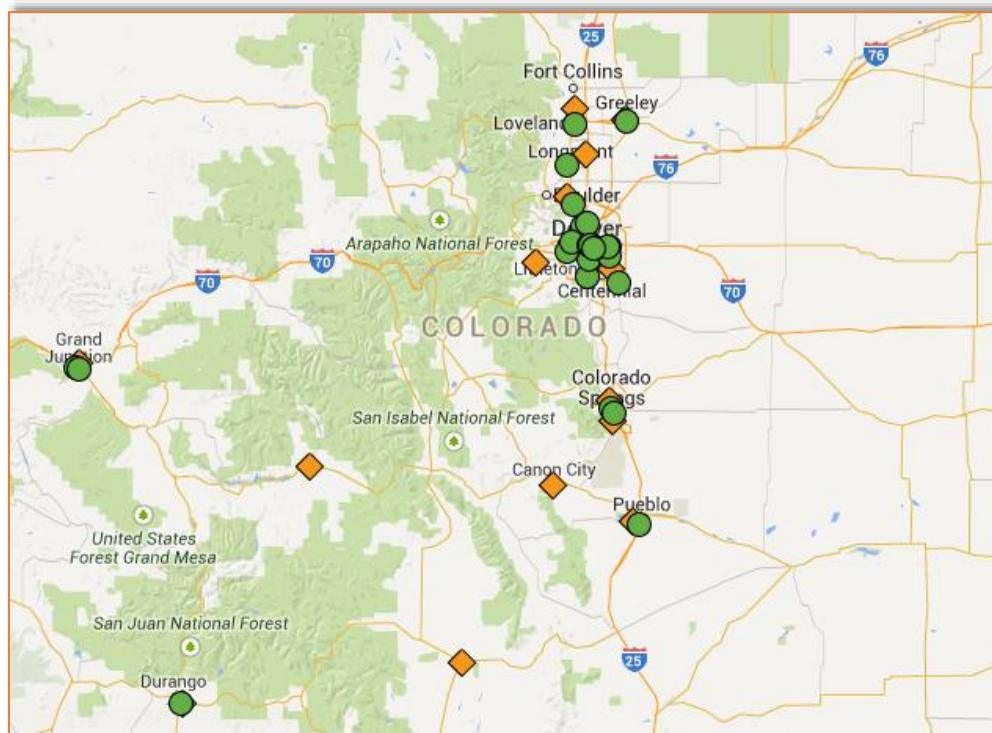 25
76
Fort Collins
Greeley
Loveland
Longmont
76
Boulder
Denver
Arapaho National Forest
70
70
Littleton
Centennial
70
COLORADO
Grand
Junction
Colorado
Springs
San Isabel National Forest
Canon City
Pueblo
United States
Forest Grand Mesa
San Juan National Forest
25
Durango